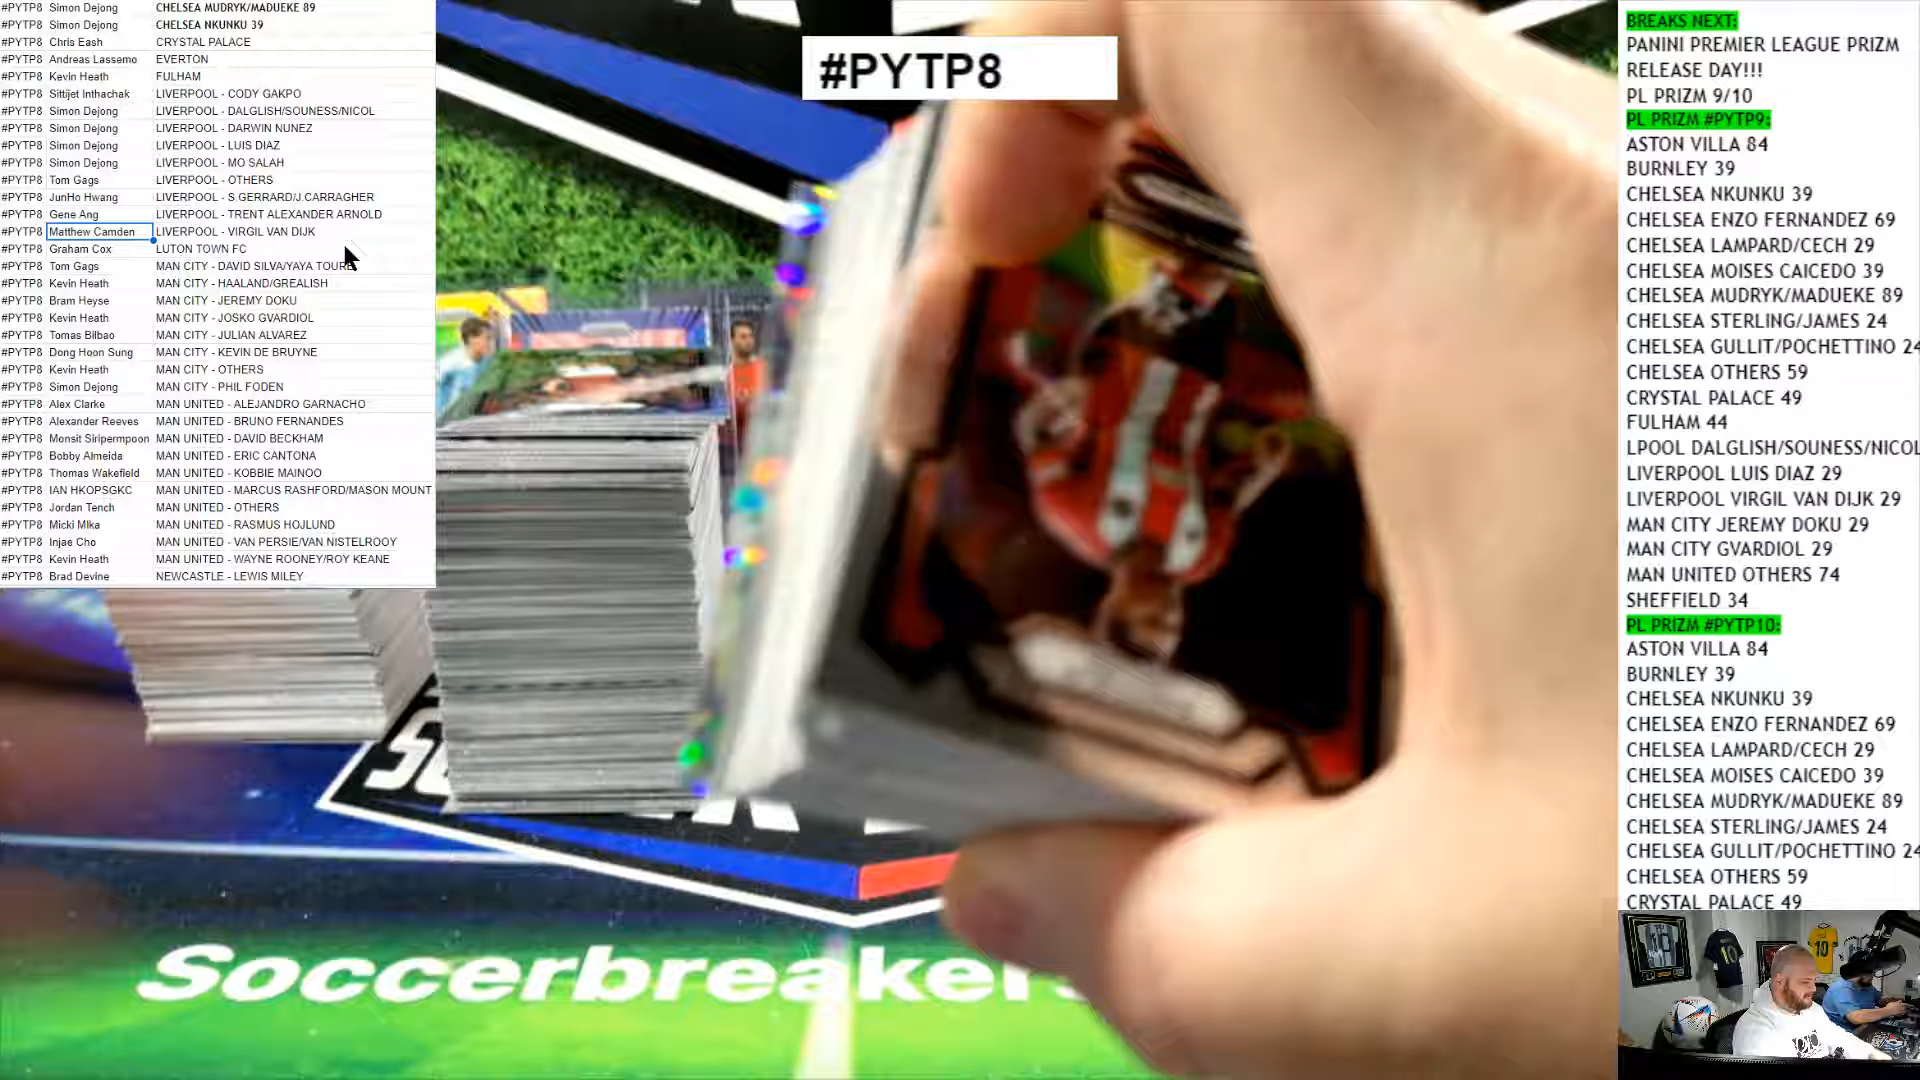 #PYTP8 Simon Dejong CHELSEA MUDRYK/MADUEKE 89
#PYTP8 Simon Dejong CHELSEA NKUNKU 39
#PYTP8 Chris Eash CRYSTAL PALACE
#PYTP8 Andreas Lassemo EVERTON
#PYTP8 Kevin Heath FULHAM
#PYTP8 Sittijet Inthachak LIVERPOOL - CODY GAKPO
#PYTP8 Simon Dejong LIVERPOOL - DALGLISH/SOUNESS/NICOL
#PYTP8 Simon Dejong LIVERPOOL - DARWIN NUNEZ
#PYTP8 Simon Dejong LIVERPOOL - LUIS DIAZ
#PYTP8 Simon Dejong LIVERPOOL - MO SALAH
#PYTP8 Tom Gags LIVERPOOL - OTHERS
#PYTP8 JunHo Hwang LIVERPOOL - S.GERRARD/J.CARRAGHER
#PYTP8 Gene Ang LIVERPOOL - TRENT ALEXANDER ARNOLD
#PYTP8 Matthew Camden LIVERPOOL - VIRGIL VAN DIJK
#PYTP8 Graham Cox LUTON TOWN FC
#PYTP8 Tom Gags MAN CITY - DAVID SILVA/YAYA TOURE
#PYTP8 Kevin Heath MAN CITY - HAALAND/GREALISH
#PYTP8 Bram Heyse MAN CITY - JEREMY DOKU
#PYTP8 Kevin Heath MAN CITY - JOSKO GVARDIOL
#PYTP8 Tomas Bilbao MAN CITY - JULIAN ALVAREZ
#PYTP8 Dong Hoon Sung MAN CITY - KEVIN DE BRUYNE
#PYTP8 Kevin Heath MAN CITY - OTHERS
#PYTP8 Simon Dejong MAN CITY - PHIL FODEN
#PYTP8 Alex Clarke MAN UNITED - ALEJANDRO GARNACHO
#PYTP8 Alexander Reeves MAN UNITED - BRUNO FERNANDES
#PYTP8 Monsit Siripermpoon MAN UNITED - DAVID BECKHAM
#PYTP8 Bobby Almeida MAN UNITED - ERIC CANTONA
#PYTP8 Thomas Wakefield MAN UNITED - KOBBIE MAINOO
#PYTP8 IAN HKOPSGKC MAN UNITED - MARCUS RASHFORD/MASON MOUNT
#PYTP8 Jordan Tench MAN UNITED - OTHERS
#PYTP8 Micki Mlka MAN UNITED - RASMUS HOJLUND
#PYTP8 Injae Cho MAN UNITED - VAN PERSIE/VAN NISTELROOY
#PYTP8 Kevin Heath MAN UNITED - WAYNE ROONEY/ROY KEANE
#PYTP8 Brad Devine NEWCASTLE - LEWIS MILEY
#PYTP8
Soccerbreaker
BREAKS NEXT:
PANINI PREMIER LEAGUE PRIZM
RELEASE DAY!!!
PL PRIZM 9/10
PL PRIZM #PYTP9:
ASTON VILLA 84
BURNLEY 39
CHELSEA NKUNKU 39
CHELSEA ENZO FERNANDEZ 69
CHELSEA LAMPARD/CECH 29
CHELSEA MOISES CAICEDO 39
CHELSEA MUDRYK/MADUEKE 89
CHELSEA STERLING/JAMES 24
CHELSEA GULLIT/POCHETTINO 24
CHELSEA OTHERS 59
CRYSTAL PALACE 49
FULHAM 44
LPOOL DALGLISH/SOUNESS/NICOL
LIVERPOOL LUIS DIAZ 29
LIVERPOOL VIRGIL VAN DIJK 29
MAN CITY JEREMY DOKU 29
MAN CITY GVARDIOL 29
MAN UNITED OTHERS 74
SHEFFIELD 34
PL PRIZM #PYTP10:
ASTON VILLA 84
BURNLEY 39
CHELSEA NKUNKU 39
CHELSEA ENZO FERNANDEZ 69
CHELSEA LAMPARD/CECH 29
CHELSEA MOISES CAICEDO 39
CHELSEA MUDRYK/MADUEKE 89
CHELSEA STERLING/JAMES 24
CHELSEA GULLIT/POCHETTINO 24
CHELSEA OTHERS 59
CRYSTAL PALACE 49